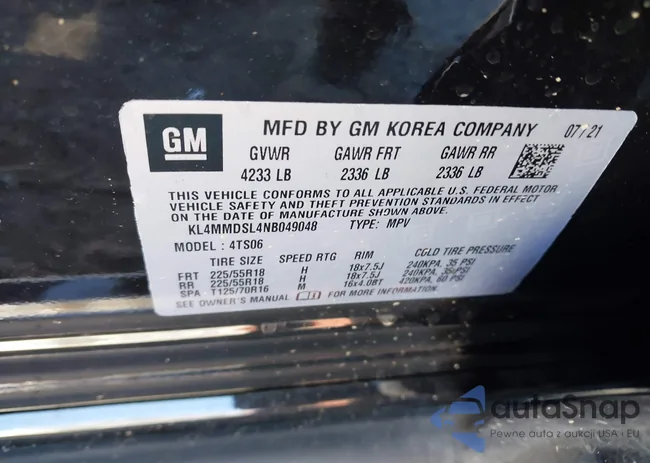 GM MFD BY GM KOREA COMPANY 07/21
GVWR GAWR FRT GAWR RR
4233 LB 2336 LB 2336 LB
THIS VEHICLE CONFORMS TO ALL APPLICABLE U.S. FEDERAL MOTOR
VEHICLE SAFETY AND THEFT PREVENTION STANDARDS IN EFFECT ON
THE DATE OF MANUFACTURE SHOWN ABOVE.
KL4MMDSL4NB049048 TYPE: MPV
MODEL: 4TS06
TIRE SIZE SPEED RTG RIM COLD TIRE PRESSURE
FRT 225/55R18 H 18x7.5J 240KPA, 35 PSI
RR 225/55R18 H 18x7.5J 240KPA, 35 PSI
SPA T125/70R16 M 16x4.0BT 420KPA, 60 PSI
SEE OWNER'S MANUAL FOR MORE INFORMATION.
autoSnap
Pewne auta z aukcji USA i EU